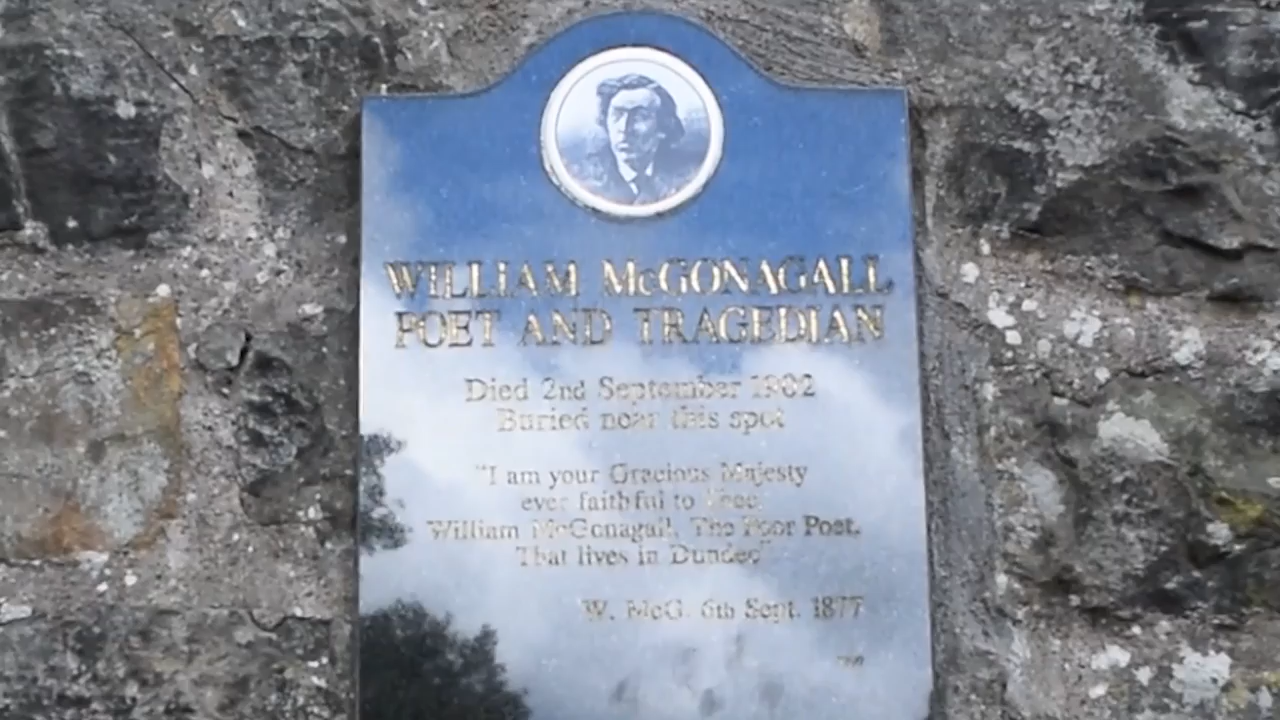 WILLIAM McGONAGALL
POET AND TRAGEDIAN
Died 2nd September 1902
Buried near this spot
"I am your Gracious Majesty
ever faithful to Thee,
William McGonagall, The Poor Poet,
That lives in Dundee"
W. McG. 6th Sept. 1877